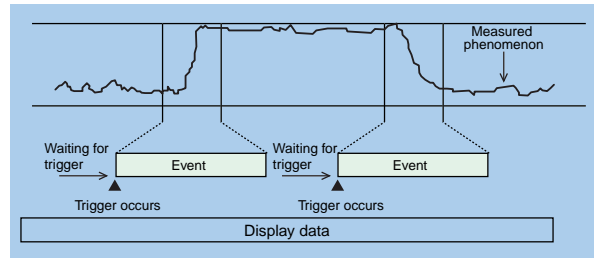 Measured
phenomenon
Waiting for
trigger
Event
Waiting for
trigger
Event
Trigger occurs
Trigger occurs
Display data